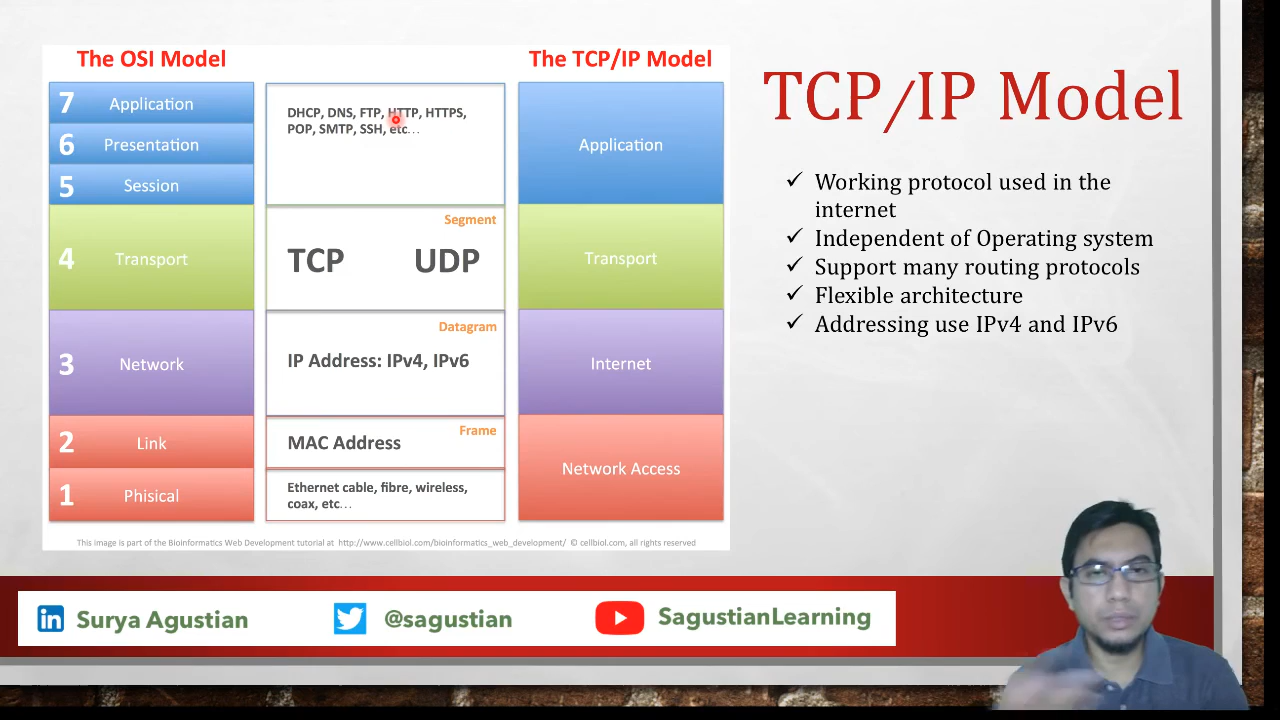 The OSI Model
The TCP/IP Model
7 Application
6 Presentation
5 Session
4 Transport
3 Network
2 Link
1 Phisical
DHCP, DNS, FTP, HTTP, HTTPS,
POP, SMTP, SSH, etc...
Segment
TCP UDP
Datagram
IP Address: IPv4, IPv6
Frame
MAC Address
Ethernet cable, fibre, wireless,
coax, etc...
Application
Transport
Internet
Network Access
This image is part of the Bioinformatics Web Development tutorial at http://www.cellbiol.com/bioinformatics_web_development/ © cellbiol.com, all rights reserved
TCP/IP Model
✓ Working protocol used in the
internet
✓ Independent of Operating system
✓ Support many routing protocols
✓ Flexible architecture
✓ Addressing use IPv4 and IPv6
in Surya Agustian
@sagustian
SagustianLearning